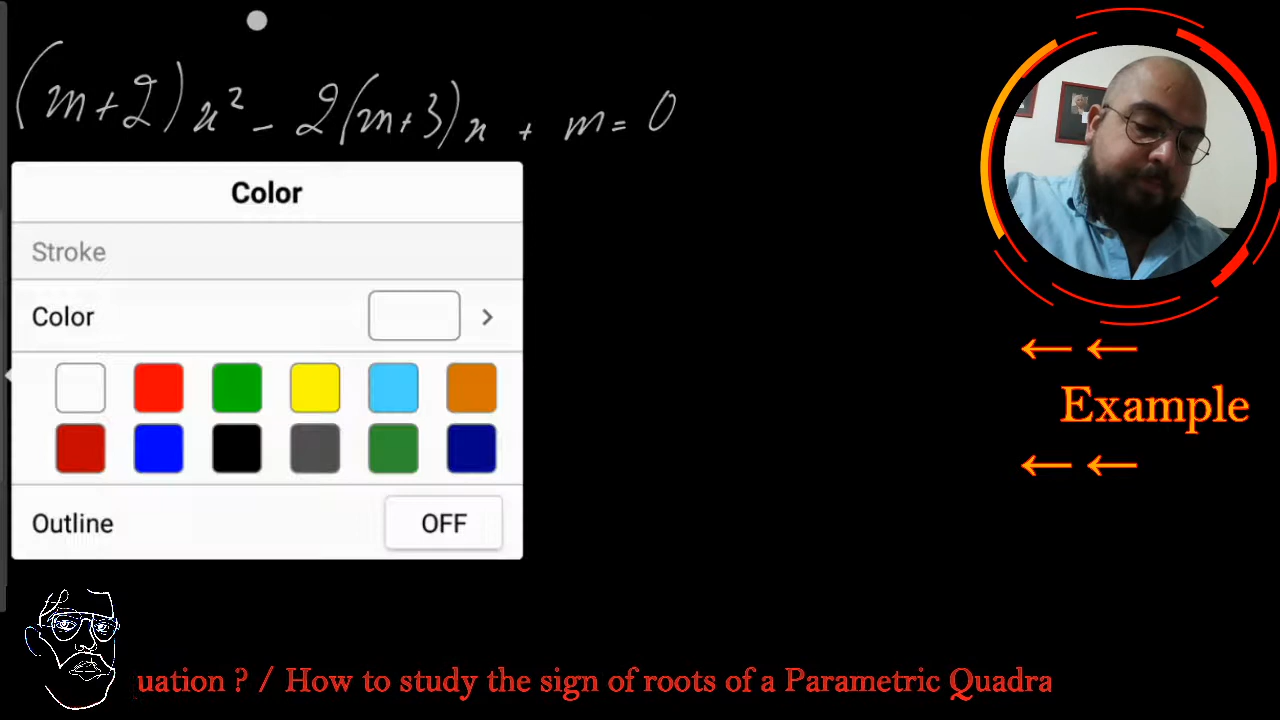 (m+2)x² - 2(m+3)x + m = 0
Color
Stroke
Color
Outline OFF
← ←
Example
← ←
uation ? / How to study the sign of roots of a Parametric Quadra